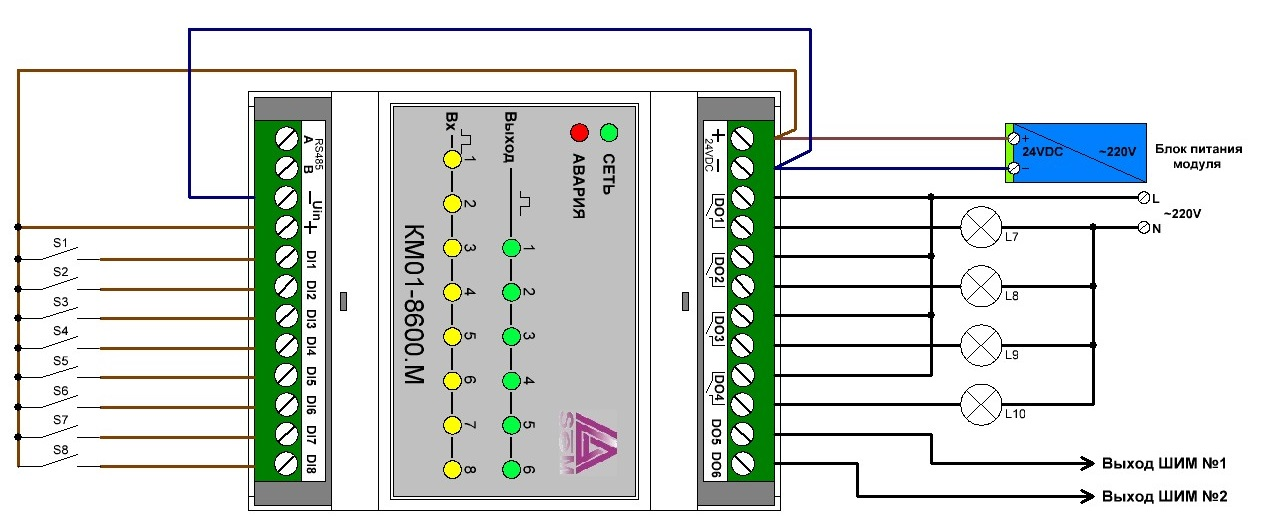 RS485
A
B
−
Uin
+
DI1
DI2
DI3
DI4
DI5
DI6
DI7
DI8
S1
S2
S3
S4
S5
S6
S7
S8
Вх
1
2
3
4
5
6
7
8
Выход
1
2
3
4
5
6
АВАРИЯ
СЕТЬ
КМ01-8600.М
+
24VDC
−
DO1
DO2
DO3
DO4
DO5
DO6
+
24VDC
−
~220V
Блок питания
модуля
L
~220V
N
L7
L8
L9
L10
Выход ШИМ №1
Выход ШИМ №2